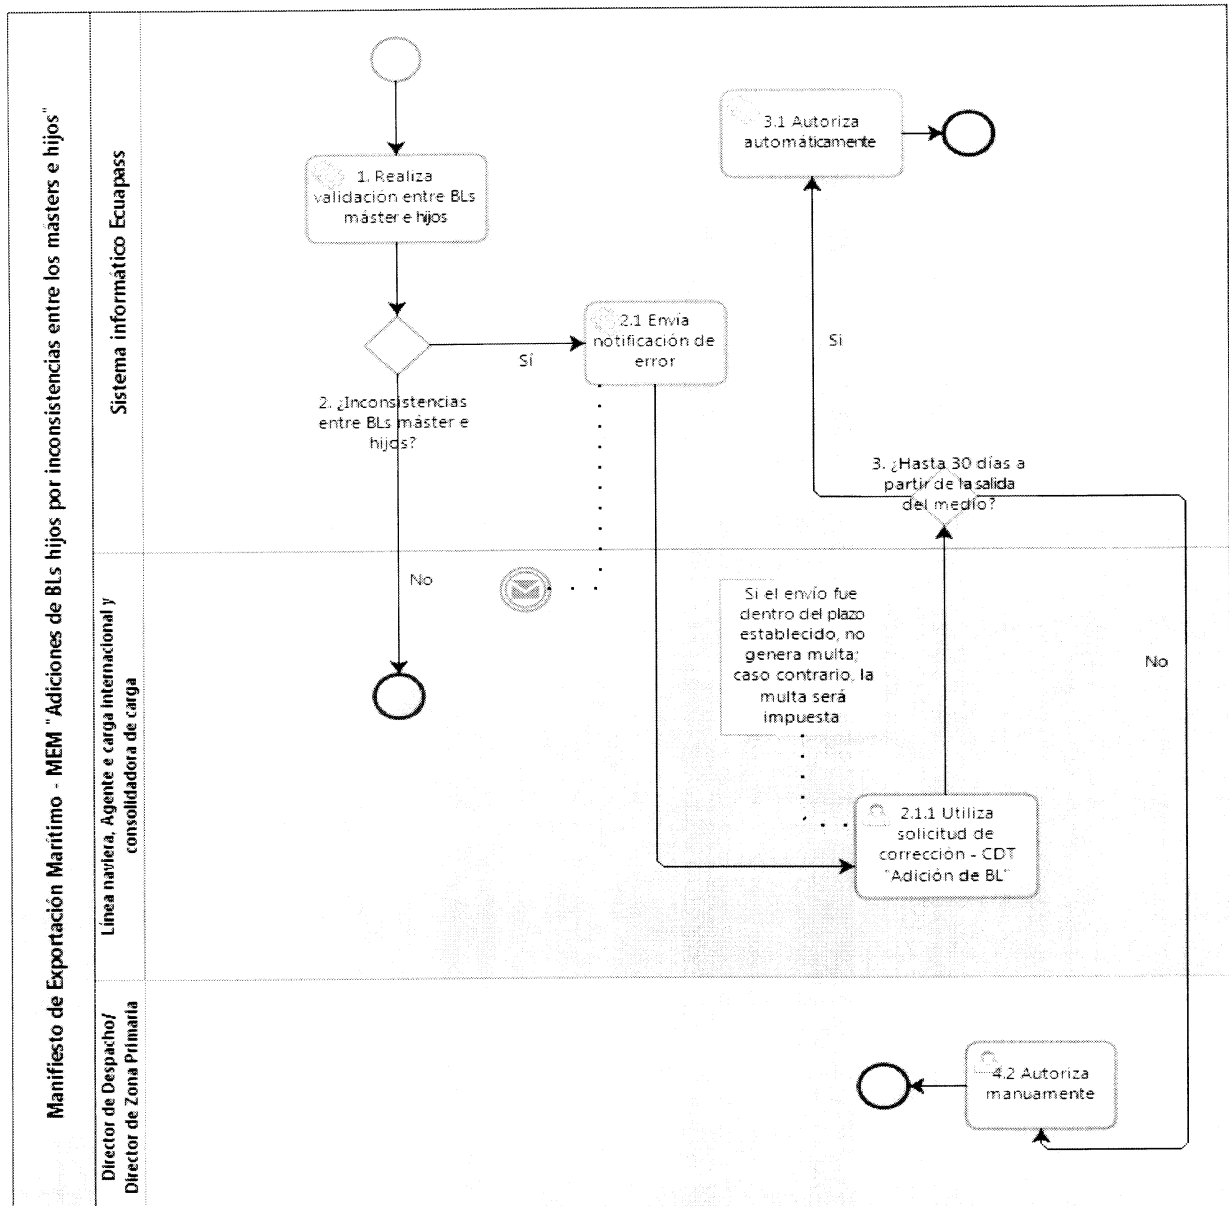 Manifiesto de Exportación Marítimo - MEM "Adiciones de BLs hijos por inconsistencias entre los másters e hijos"
Sistema informático Ecuapass
1. Realiza
validación entre BLs
máster e hijos
2. ¿Inconsistencias
entre BLs máster e
hijos?
Sí
No
2.1 Envía
notificación de
error
3.1 Autoriza
automáticamente
Si
3. ¿Hasta 30 días a
partir de la salida
del medio?
No
Línea naviera, Agente e carga internacional y
consolidadora de carga
Si el envío fue
dentro del plazo
establecido, no
genera multa;
caso contrario, la
multa será
impuesta
2.1.1 Utiliza
solicitud de
corrección - CDT
"Adición de BL"
Director de Despacho/
Director de Zona Primaria
4.2 Autoriza
manuamente